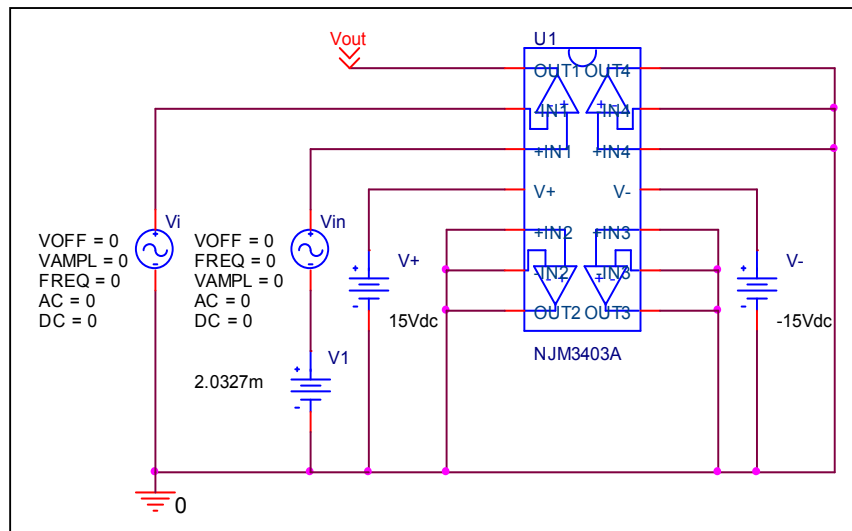 Vout
U1
OUT1 OUT4
-IN1 -IN4
+IN1 +IN4
V+ V-
+IN2 +IN3
-IN2 -IN3
OUT2 OUT3
NJM3403A
Vi
VOFF = 0
VAMPL = 0
FREQ = 0
AC = 0
DC = 0
Vin
VOFF = 0
FREQ = 0
VAMPL = 0
AC = 0
DC = 0
V+
15Vdc
V-
-15Vdc
V1
2.0327m
0